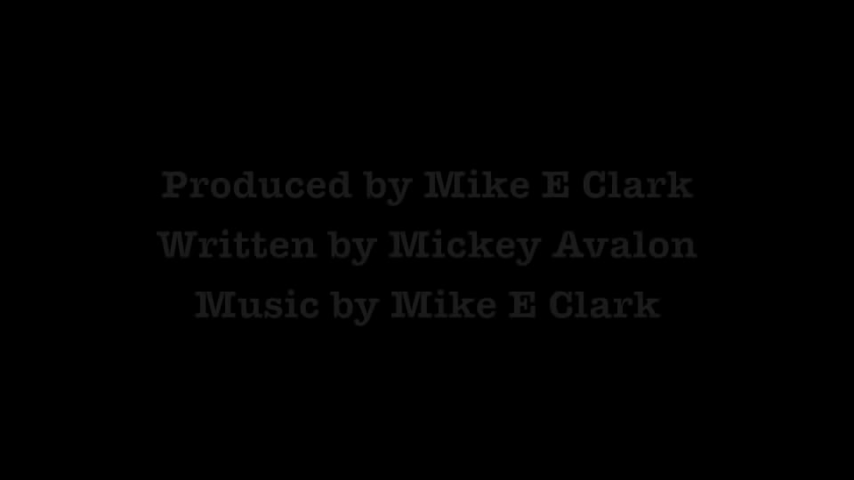 Produced by Mike E Clark
Written by Mickey Avalon
Music by Mike E Clark